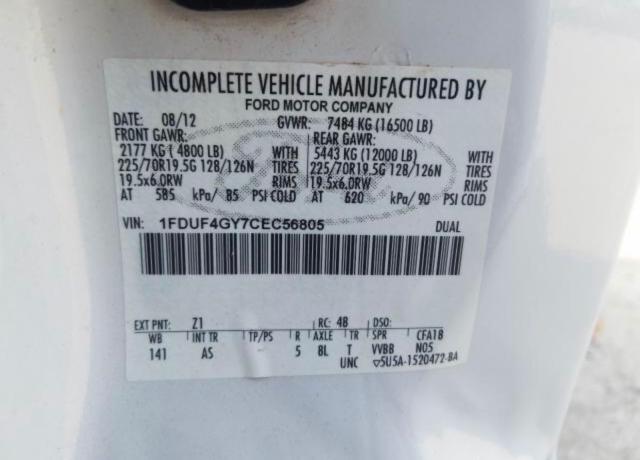 INCOMPLETE VEHICLE MANUFACTURED BY
FORD MOTOR COMPANY
DATE: 08/12 GVWR: 7484 KG (16500 LB)
FRONT GAWR: REAR GAWR:
2177 KG (4800 LB) WITH 5443 KG (12000 LB) WITH
225/70R19.5G 128/126N TIRES 225/70R19.5G 128/126N TIRES
19.5x6.0RW RIMS 19.5x6.0RW RIMS
AT 585 kPa/ 85 PSI COLD AT 620 kPa/ 90 PSI COLD
VIN: 1FDUF4GY7CEC56805 DUAL
EXT PNT: Z1 RC: 48 DSO:
WB INT TR TP/PS R AXLE TR SPR CFA18
141 AS 5 8L T VVBB N05
UNC ▽5U5A-1520472-BA